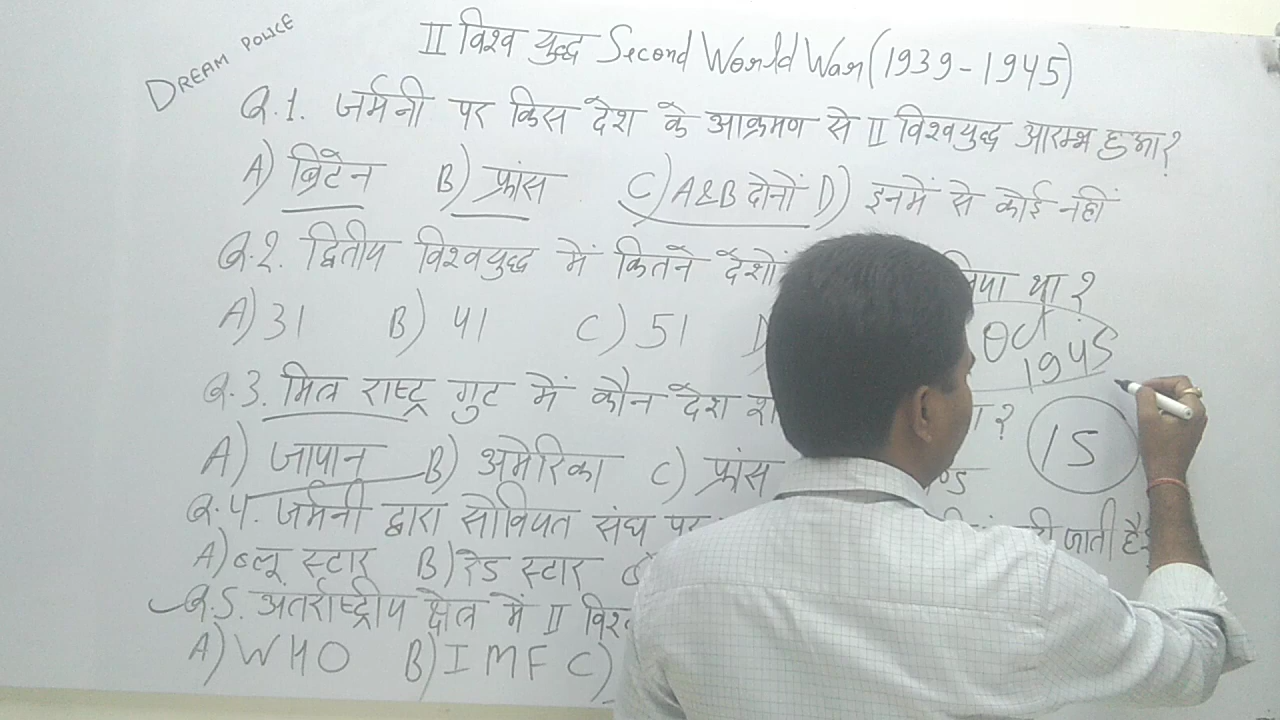 DREAM POLICE
II विश्व युद्ध Second World War (1939-1945)
Q.1. जर्मनी पर किस देश के आक्रमण से II विश्वयुद्ध आरम्भ हुआ?
A) ब्रिटेन B) फ्रांस C) A&B दोनों D) इनमें से कोई नहीं
Q.2. द्वितीय विश्वयुद्ध में कितने देशों लिया था?
A) 31 B) 41 C) 51
Oct
1945
Q.3. मित्र राष्ट्र गुट में कौन देश
A) जापान B) अमेरिका C) फ्रांस
15
Q.4. जर्मनी द्वारा सोवियत संघ पर जाती है?
A) ब्लू स्टार B) रेड स्टार
Q.5. अंतर्राष्ट्रीय क्षेत्र में II
A) WHO B) IMF C)